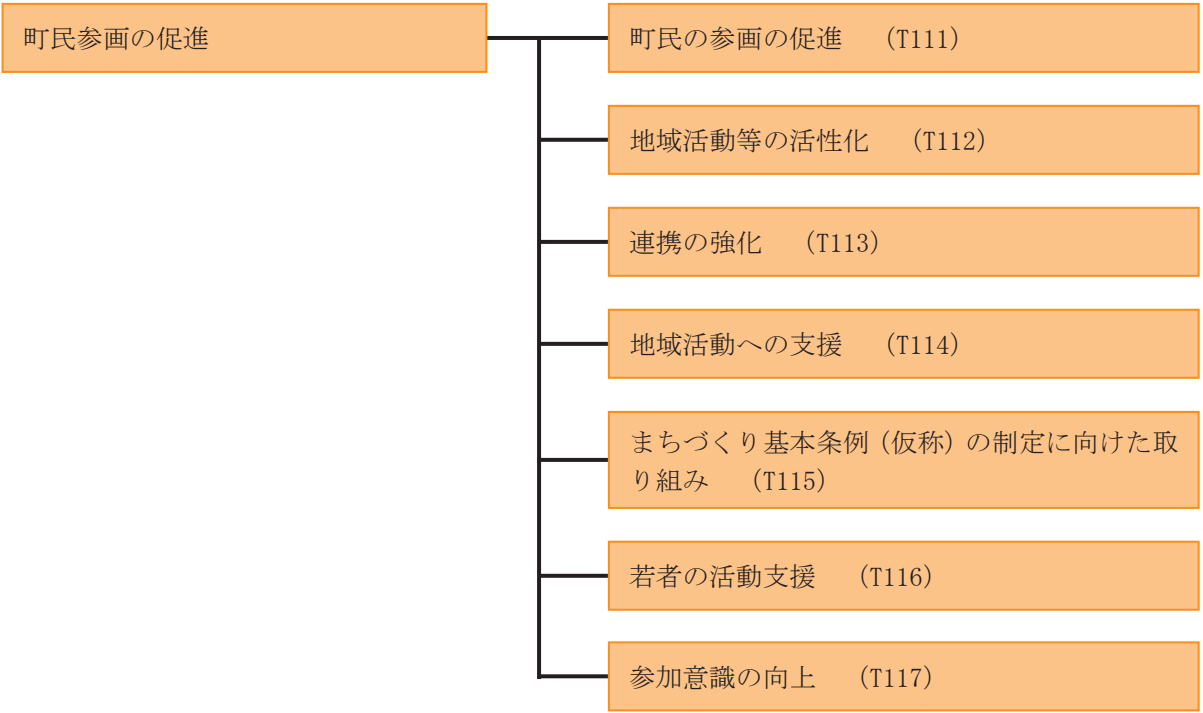 町民参画の促進
町民の参画の促進　（T111）
地域活動等の活性化　（T112）
連携の強化　（T113）
地域活動への支援　（T114）
まちづくり基本条例（仮称）の制定に向けた取
り組み　（T115）
若者の活動支援　（T116）
参加意識の向上　（T117）